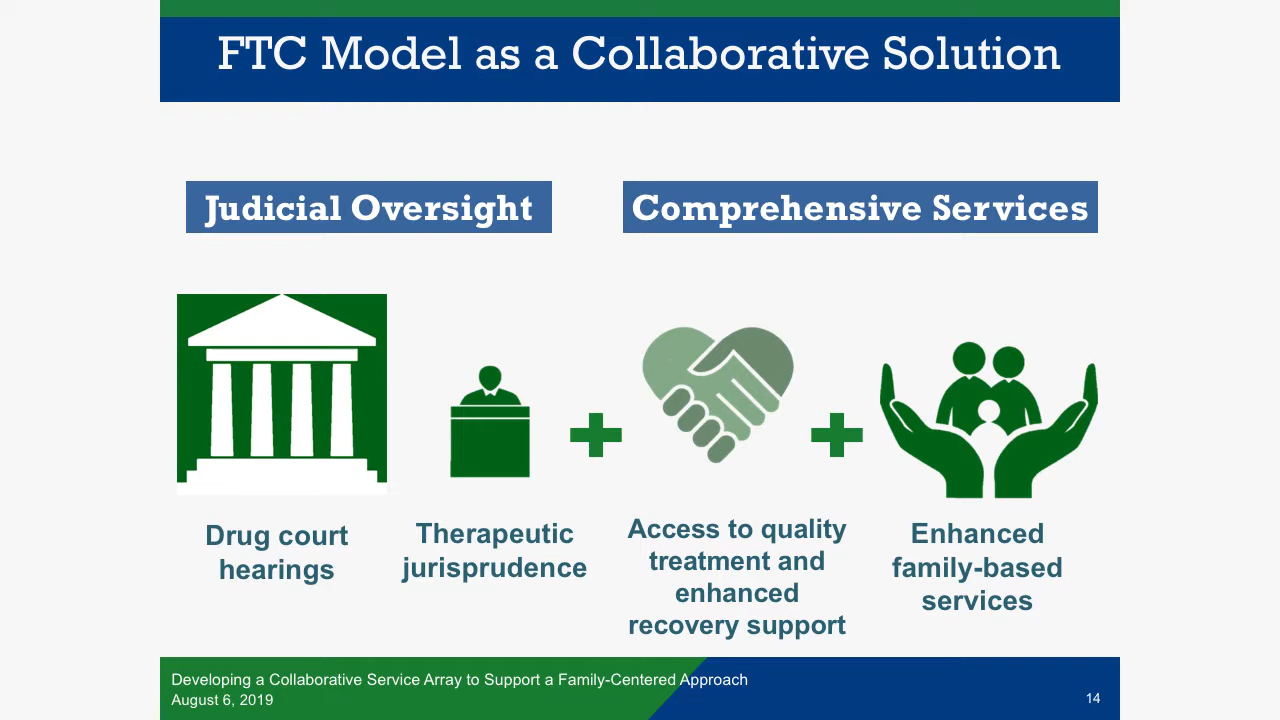 FTC Model as a Collaborative Solution
Judicial Oversight
Comprehensive Services
Drug court
hearings
Therapeutic
jurisprudence
Access to quality
treatment and
enhanced
recovery support
Enhanced
family-based
services
Developing a Collaborative Service Array to Support a Family-Centered Approach
August 6, 2019
14